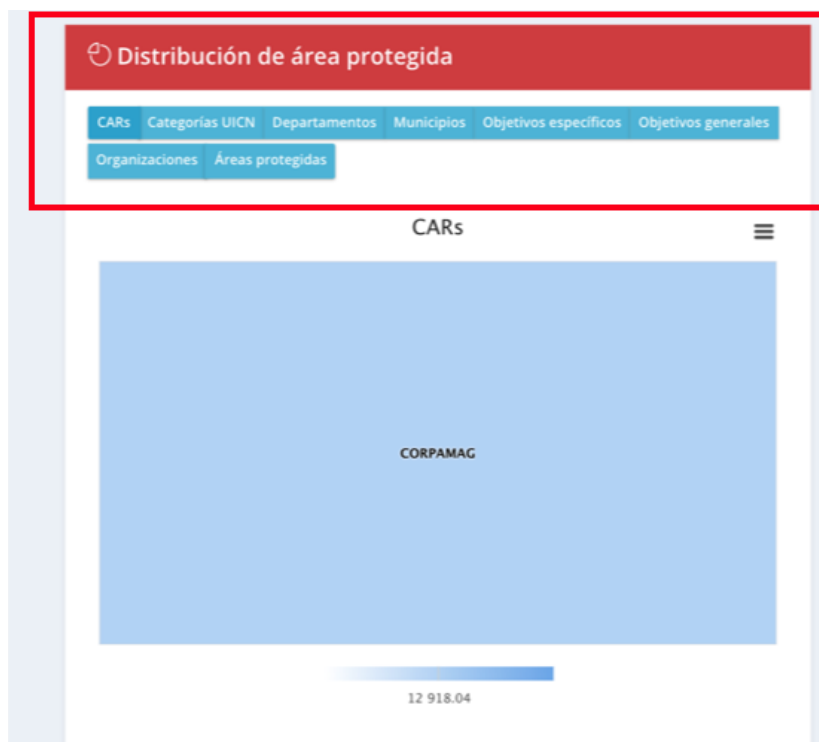 Distribución de área protegida
CARs Categorías UICN Departamentos Municipios Objetivos específicos Objetivos generales
Organizaciones Áreas protegidas
CARs
CORPAMAG
12 918.04